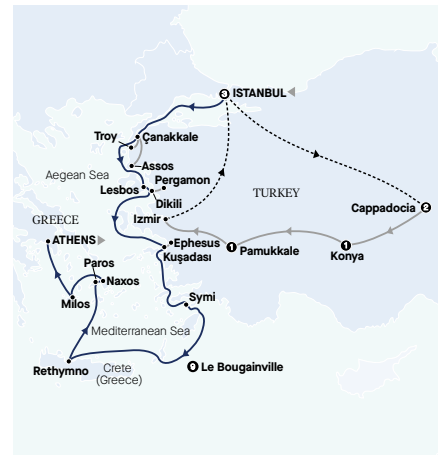 3 ISTANBUL
Troy
Çanakkale
Assos
Aegean Sea
Pergamon
Lesbos
Dikili
TURKEY
Izmir
Cappadocia 2
GREECE
ATHENS
Ephesus
Kuşadası
1
Pamukkale
1
Konya
Paros
Naxos
Milos
Symi
Mediterranean Sea
Rethymno
Crete
(Greece)
9 Le Bougainville